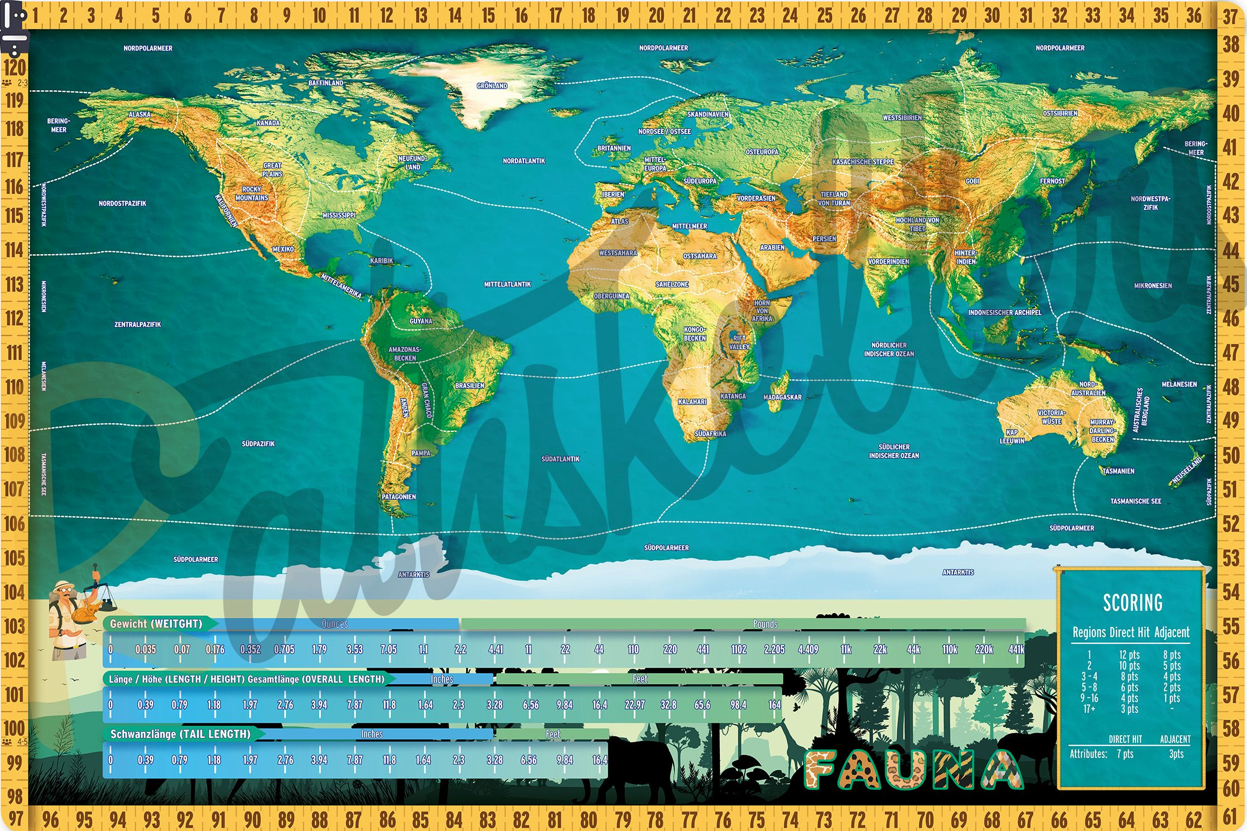 1 2 3 4 5 6 7 8 9 10 11 12 13 14 15 16 17 18 19 20 21 22 23 24 25 26 27 28 29 30 31 32 33 34 35 36 37
38
39
40
41
42
43
44
45
46
47
48
49
50
51
52
53
54
55
56
57
58
59
60
61
120
2-3
119
118
117
116
115
114
113
112
111
110
109
108
107
106
105
104
103
102
101
100
4-5
99
98
97 96 95 94 93 92 91 90 89 88 87 86 85 84 83 82 81 80 79 78 77 76 75 74 73 72 71 70 69 68 67 66 65 64 63 62
NORDPOLARMEER
NORDPOLARMEER
NORDPOLARMEER
BAFFINLAND
GRÖNLAND
ALASKA
BERING-
MEER
KANADA
NEUFUND-
LAND
GREAT
PLAINS
ROCKY
MOUNTAINS
KALIFORNIEN
MISSISSIPPI
MEXIKO
NORDOSTPAZIFIK
NORDWESTPAZIFIK
NORDATLANTIK
SKANDINAVIEN
NORDSEE / OSTSEE
BRITANNIEN
MITTEL-
EUROPA
OSTEUROPA
SÜDEUROPA
IBERIEN
WESTSIBIRIEN
OSTSIBIRIEN
KASACHISCHE STEPPE
BERING-
MEER
TIEFLAND
VON TURAN
GOBI
FERNOST
VORDERASIEN
HOCHLAND VON
TIBET
NORDWESTPA-
ZIFIK
NORDOSTPAZIFIK
ATLAS
MITTELMEER
PERSIEN
ARABIEN
WESTSAHARA
OSTSAHARA
VORDERINDIEN
HINTER-
INDIEN
KARIBIK
MITTELAMERIKA
MITTELATLANTIK
SAHELZONE
OBERGUINEA
HORN
VON
AFRIKA
MIKRONESIEN
MIKRONESIEN
ZENTRALPAZIFIK
ZENTRALPAZIFIK
INDONESISCHER ARCHIPEL
GUYANA
KONGO-
BECKEN
RIFT
VALLEY
NÖRDLICHER
INDISCHER OZEAN
AMAZONAS-
BECKEN
MELANESIEN
MELANESIEN
ZENTRALPAZIFIK
BRASILIEN
ANDEN
GRAN CHACO
KALAHARI
KATANGA
MADAGASKAR
NORD-
AUSTRALIEN
AUSTRALISCHES
BERGLAND
VICTORIA-
WÜSTE
MURRAY-
DARLING-
BECKEN
KAP
LEEUWIN
SÜDAFRIKA
SÜDPAZIFIK
SÜDPAZIFIK
PAMPA
SÜDATLANTIK
SÜDLICHER
INDISCHER OZEAN
TASMANISCHE SEE
TASMANIEN
NEUSEELAND
TASMANISCHE SEE
PATAGONIEN
SÜDPOLARMEER
SÜDPOLARMEER
SÜDPOLARMEER
ANTARKTIS
ANTARKTIS
Gewicht (WEITGHT) Ounces Pounds
0 0.035 0.07 0.176 0.352 0.705 1.79 3.53 7.05 1.1 2.2 4.41 11 22 44 110 220 441 1102 2.205 4.409 11k 22k 44k 110k 220k 441k
Länge / Höhe (LENGTH / HEIGHT) Gesamtlänge (OVERALL LENGTH) Inches Feet
0 0.39 0.79 1.18 1.97 2.76 3.94 7.87 11.8 1.64 2.3 3.28 6.56 9.84 16.4 22.97 32.8 65.6 98.4 164
Schwanzlänge (TAIL LENGTH) Inches Feet
0 0.39 0.79 1.18 1.97 2.76 3.94 7.87 11.8 1.64 2.3 3.28 6.56 9.84 16.4
FAUNA
SCORING
Regions Direct Hit Adjacent
1 12 pts 8 pts
2 10 pts 5 pts
3 - 4 8 pts 4 pts
5 - 8 6 pts 2 pts
9 -16 4 pts 1 pts
17+ 3 pts -
DIRECT HIT ADJACENT
Attributes: 7 pts 3pts